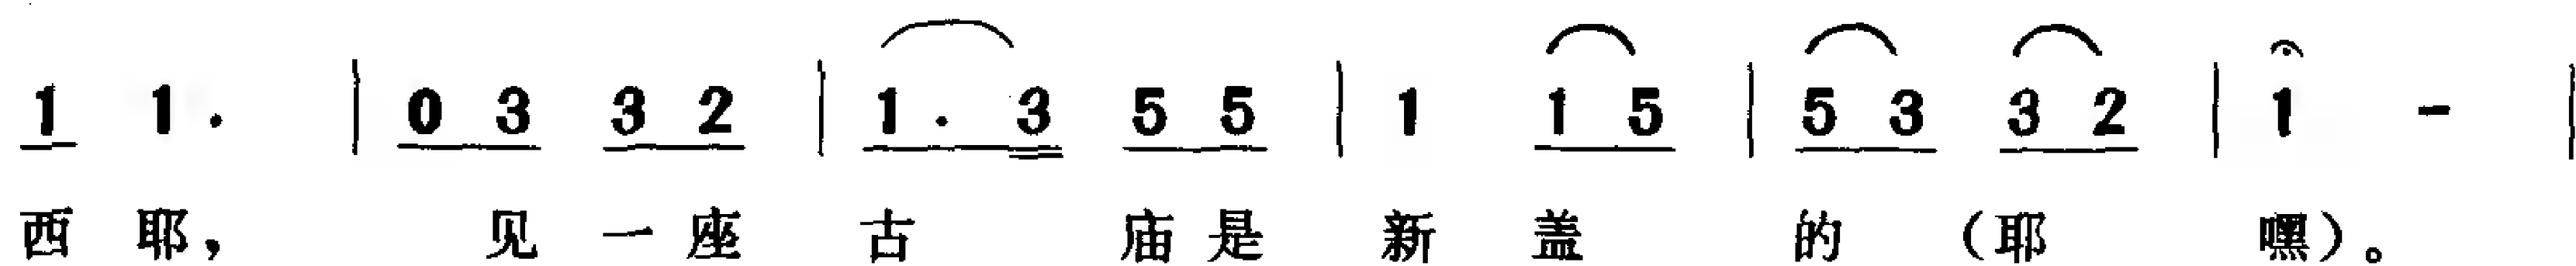 1 1. | 0 3 3 2 | 1. 3 5 5 | 1 1 5 | 5 3 3 2 | 1 - |
西 耶， 见 一 座 古 庙 是 新 盖 的 （耶 嘿）。